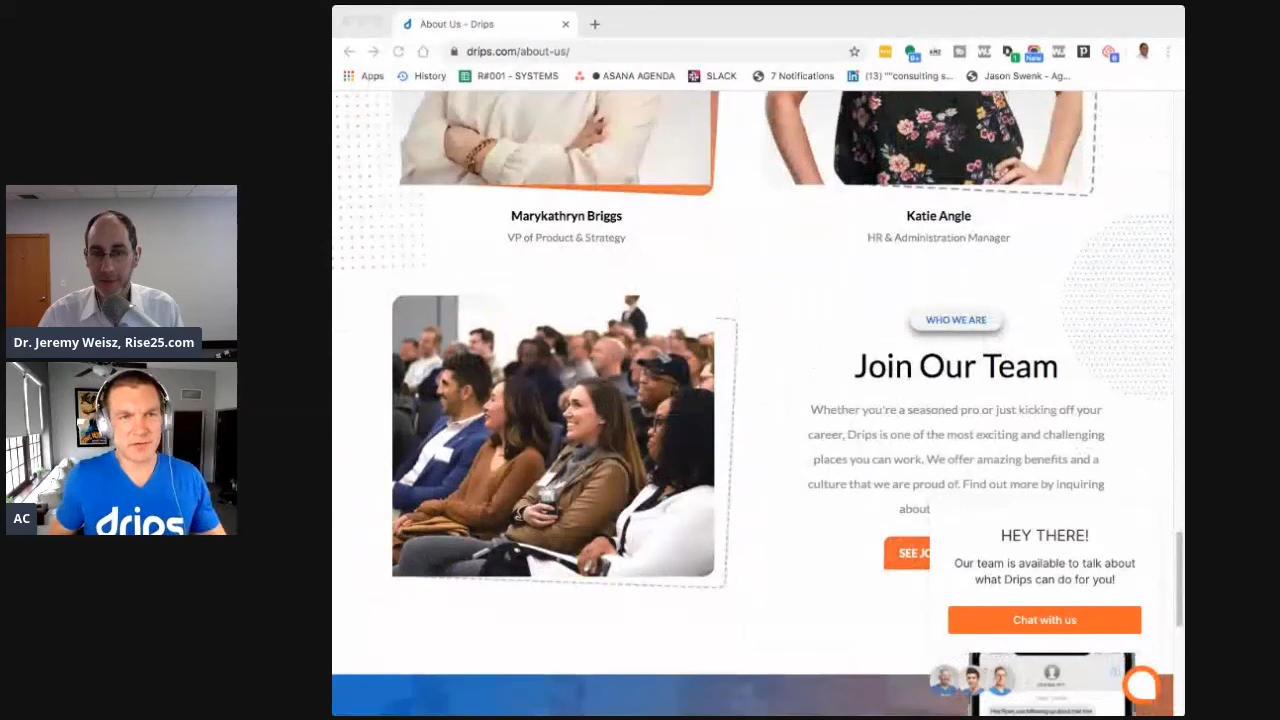 About Us - Drips
drips.com/about-us/
Apps
History
R#001 - SYSTEMS
ASANA AGENDA
SLACK
7 Notifications
(13) ""consulting s...
Jason Swenk - Ag...
New
Marykathryn Briggs
VP of Product & Strategy
Katie Angle
HR & Administration Manager
Dr. Jeremy Weisz, Rise25.com
AC
drips
WHO WE ARE
Join Our Team
Whether you're a seasoned pro or just kicking off your
career, Drips is one of the most exciting and challenging
places you can work. We offer amazing benefits and a
culture that we are proud of. Find out more by inquiring
about
SEE JO
HEY THERE!
Our team is available to talk about
what Drips can do for you!
Chat with us